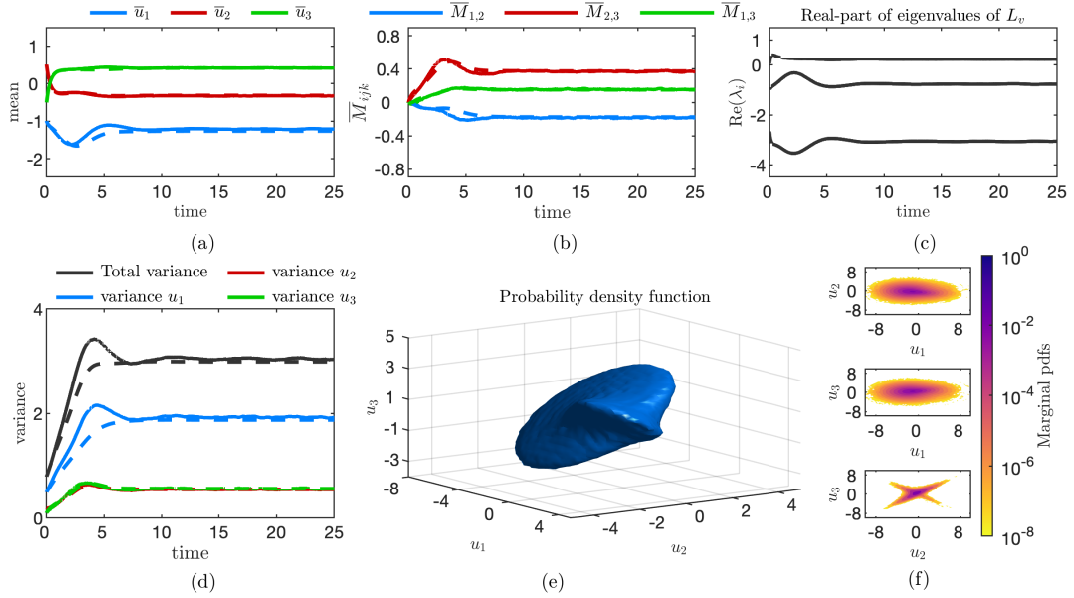 ū₁ ū₂ ū₃
mean
1
0
-1
-2
0 5 10 15 20 25
time
(a)
M̅₁,₂ M̅₂,₃ M̅₁,₃
M̅ᵢⱼₖ
0.8
0.4
0
-0.4
-0.8
0 5 10 15 20 25
time
(b)
Real-part of eigenvalues of Lᵥ
Re(λᵢ)
0
-2
-4
0 5 10 15 20 25
time
(c)
Total variance variance u₂
variance u₁ variance u₃
variance
4
2
0
0 5 10 15 20 25
time
(d)
Probability density function
u₃
5
3
1
-1
-3
-8 -4 0 4
u₁
-4 -2 0 2 4
u₂
(e)
u₂
8
0
-8
-8 0 8
u₁
u₃
8
0
-8
-8 0 8
u₁
u₃
8
0
-8
-8 0 8
u₂
(f)
Marginal pdfs
10⁰
10⁻²
10⁻⁴
10⁻⁶
10⁻⁸